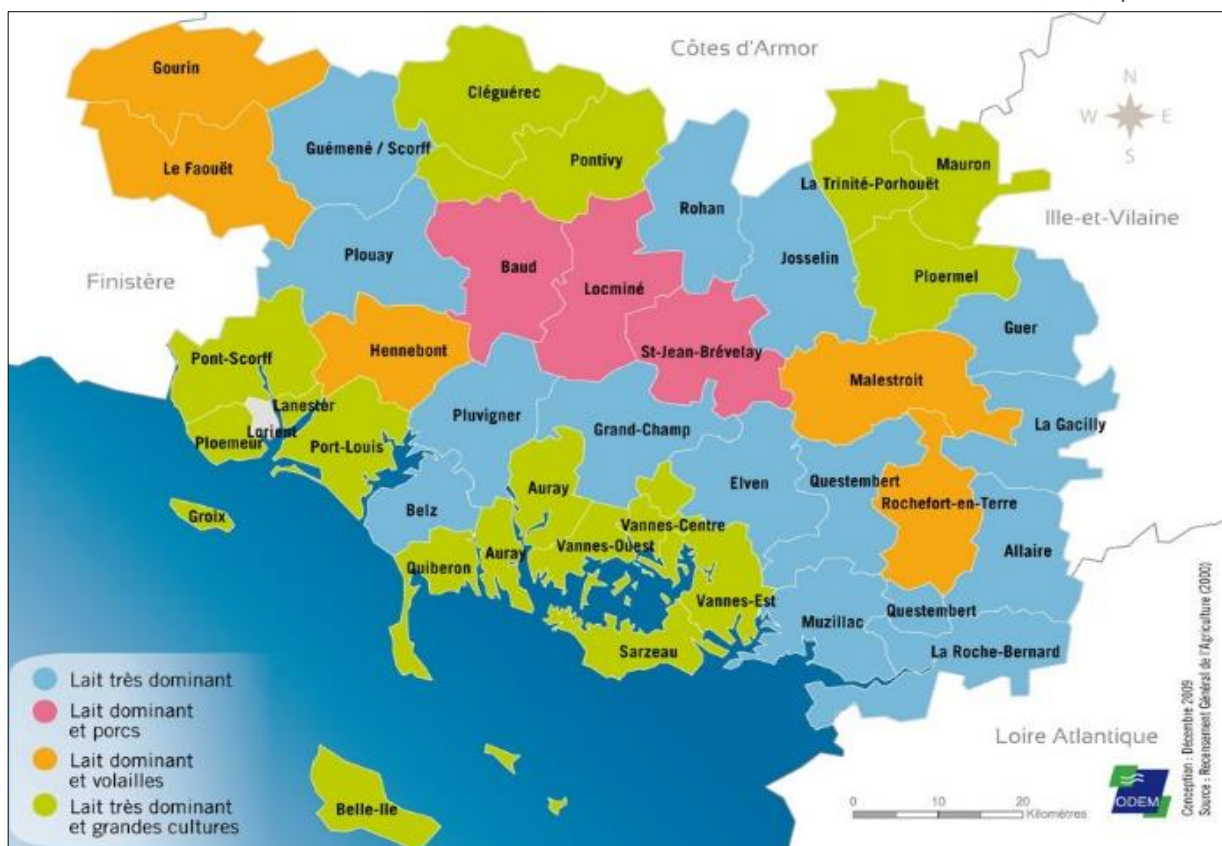 Côtes d'Armor
Gourin
Cléguérec
N
W E
S
Guémené / Scorff
Pontivy
Mauron
Le Faouët
La Trinité-Porhouët
Rohan
Ille-et-Vilaine
Plouay
Baud
Josselin
Finistère
Locminé
Ploermel
Guer
Hennebont
St-Jean-Brévelay
Pont-Scorff
Malestroit
Lanester
Pluvigner
La Gacilly
Lorient
Grand-Champ
Ploemeur
Port-Louis
Elven
Questembert
Auray
Rochefort-en-Terre
Belz
Groix
Vannes-Centre
Vannes-Ouest
Auray
Allaire
Quiberon
Vannes-Est
Questembert
Muzillac
Sarzeau
La Roche-Bernard
Lait très dominant
Lait dominant
et porcs
Lait dominant
et volailles
Lait très dominant
et grandes cultures
Belle-Ile
Loire Atlantique
0 10 20
Kilomètres
ODEM
Conception : Décembre 2009
Source : Recensement Général de l'Agriculture (2000)